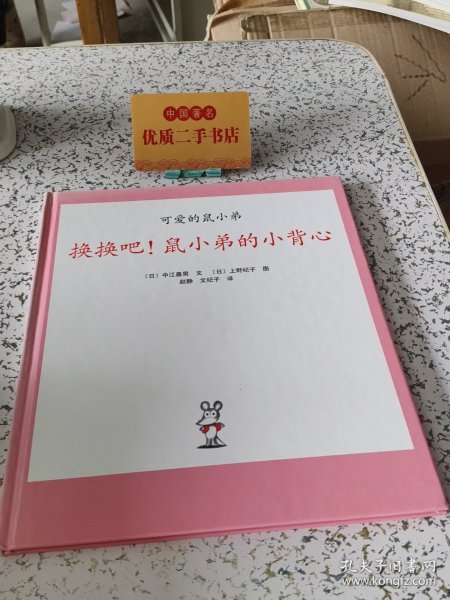 中国著名
优质二手书店
可爱的鼠小弟
换换吧！鼠小弟的小背心
〔日〕中江嘉男 文 〔日〕上野纪子 图
赵静 文纪子 译
孔夫子旧书网
www.kongfz.com